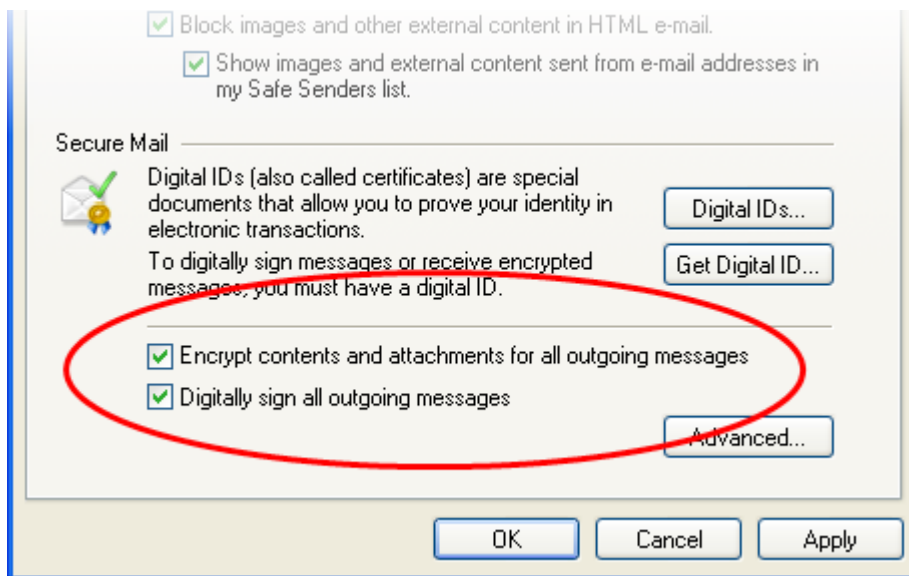 Block images and other external content in HTML e-mail.
Show images and external content sent from e-mail addresses in
my Safe Senders list.
Secure Mail
Digital IDs (also called certificates) are special
documents that allow you to prove your identity in
electronic transactions.
Digital IDs...
To digitally sign messages or receive encrypted
messages, you must have a digital ID.
Get Digital ID...
Encrypt contents and attachments for all outgoing messages
Digitally sign all outgoing messages
Advanced...
OK Cancel Apply